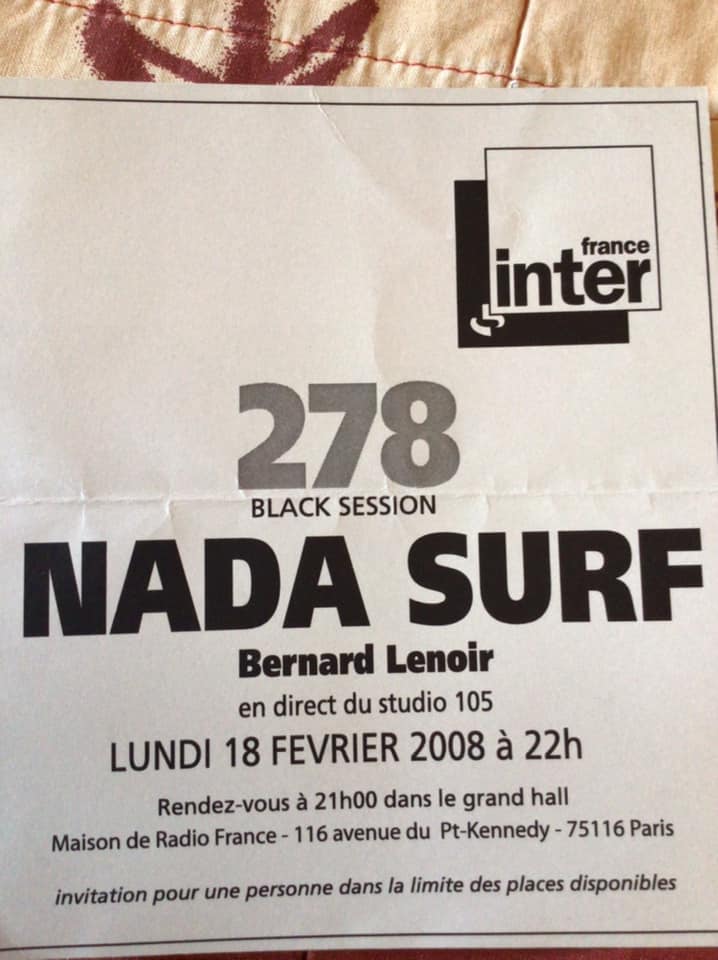 france
inter
278
BLACK SESSION
NADA SURF
Bernard Lenoir
en direct du studio 105
LUNDI 18 FEVRIER 2008 à 22h
Rendez-vous à 21h00 dans le grand hall
Maison de Radio France - 116 avenue du Pt-Kennedy - 75116 Paris
invitation pour une personne dans la limite des places disponibles